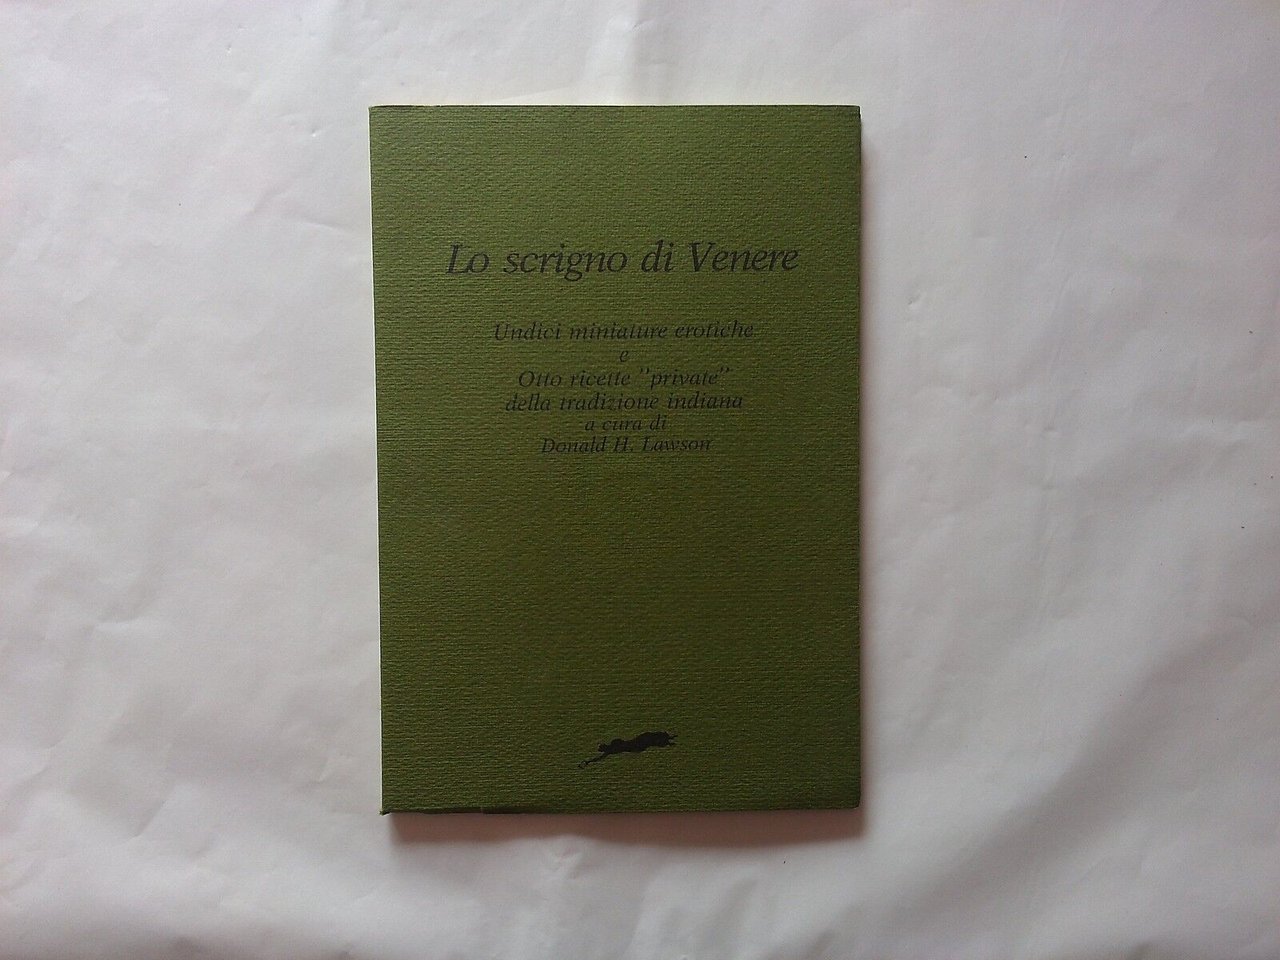 Lo scrigno di Venere
Undici miniature erotiche
e
Otto ricette "private"
della tradizione indiana
a cura di
Donald H. Lawson